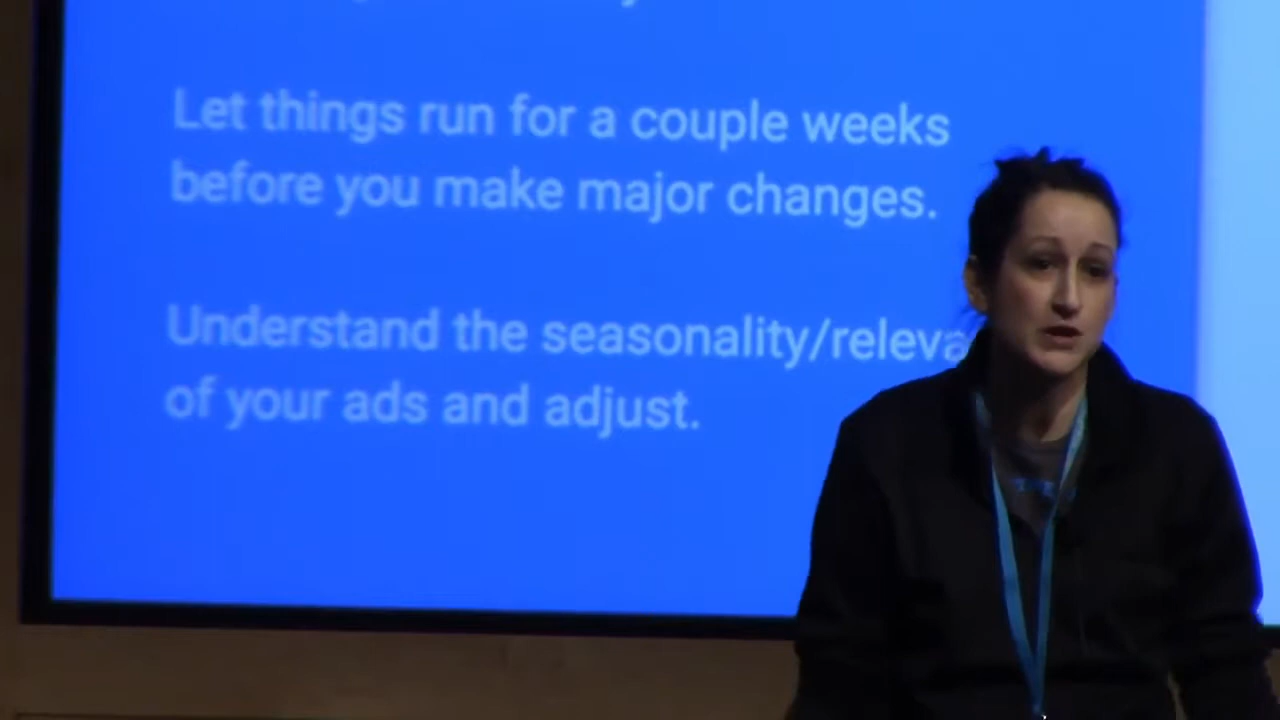 Let things run for a couple weeks
before you make major changes.
Understand the seasonality/releva
of your ads and adjust.